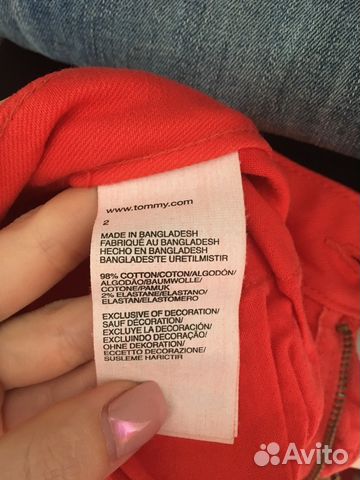 www.tommy.com
2
MADE IN BANGLADESH
FABRIQUÉ AU BANGLADESH
HECHO EN BANGLADESH
BANGLADES'TE URETILMISTIR
98% COTTON/COTON/ALGODÓN/
ALGODÃO/BAUMWOLLE/
COTONE/PAMUK
2% ELASTANE/ELASTANO/
ELASTAN/ELASTOMERO
EXCLUSIVE OF DECORATION/
SAUF DÉCORATION/
EXCLUYE LA DECORACIÓN/
EXCLUINDO DECORAÇÃO/
OHNE DEKORATION/
ECCETTO DECORAZIONE/
SUSLEME HARICTIR
Avito